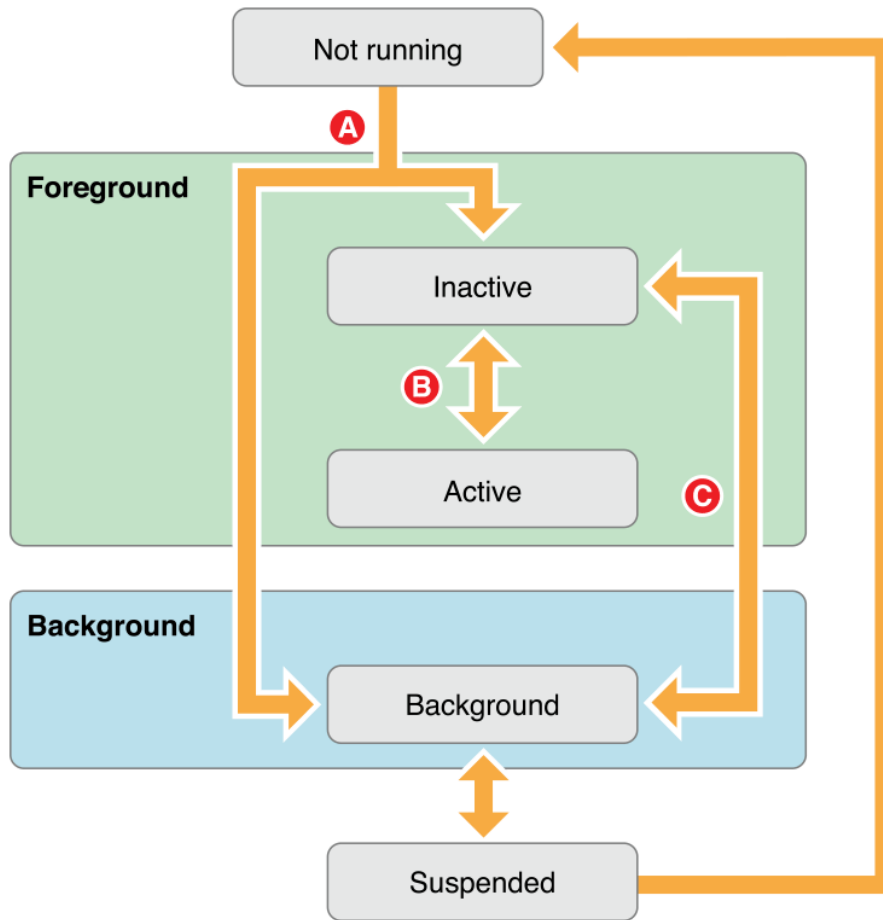 Not running
A
Foreground
Inactive
B
Active
C
Background
Background
Suspended